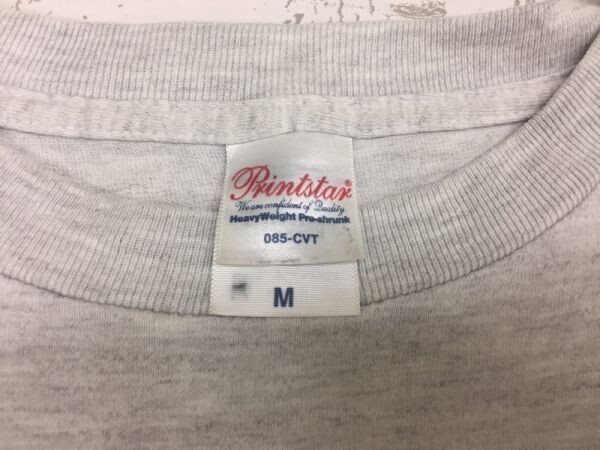 Printstar®
We are confident of Quality.
HeavyWeight Pre-shrunk
085-CVT
M